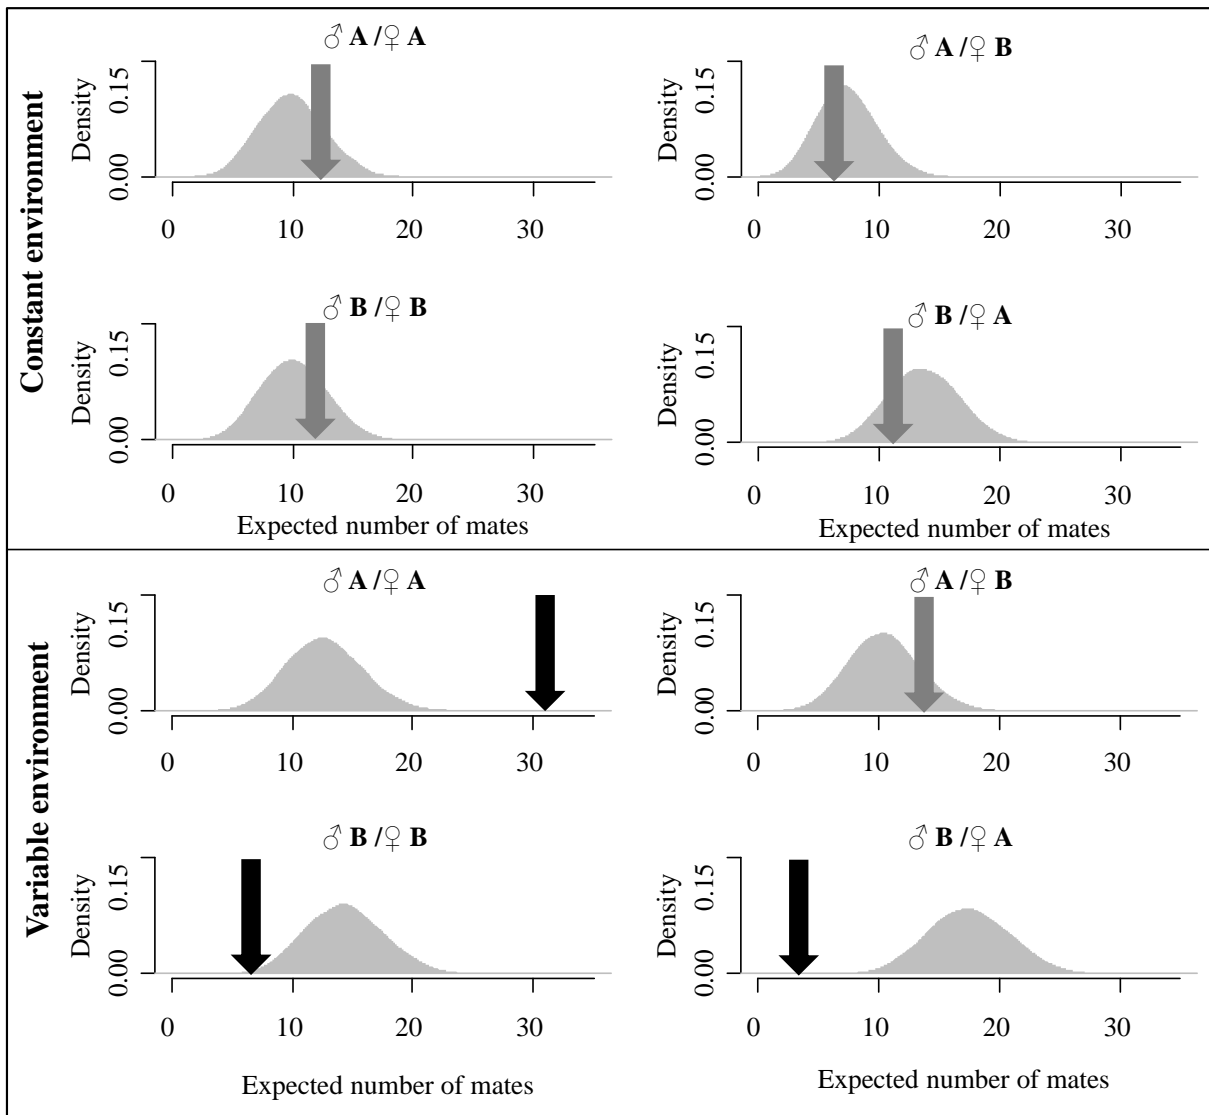 Constant environment
♂ A /♀ A
Density
0.00 0.15
0 10 20 30
♂ A /♀ B
Density
0.00 0.15
0 10 20 30
♂ B /♀ B
Density
0.00 0.15
0 10 20 30
Expected number of mates
♂ B /♀ A
Density
0.00 0.15
0 10 20 30
Expected number of mates
Variable environment
♂ A /♀ A
Density
0.00 0.15
0 10 20 30
♂ A /♀ B
Density
0.00 0.15
0 10 20 30
♂ B /♀ B
Density
0.00 0.15
0 10 20 30
Expected number of mates
♂ B /♀ A
Density
0.00 0.15
0 10 20 30
Expected number of mates